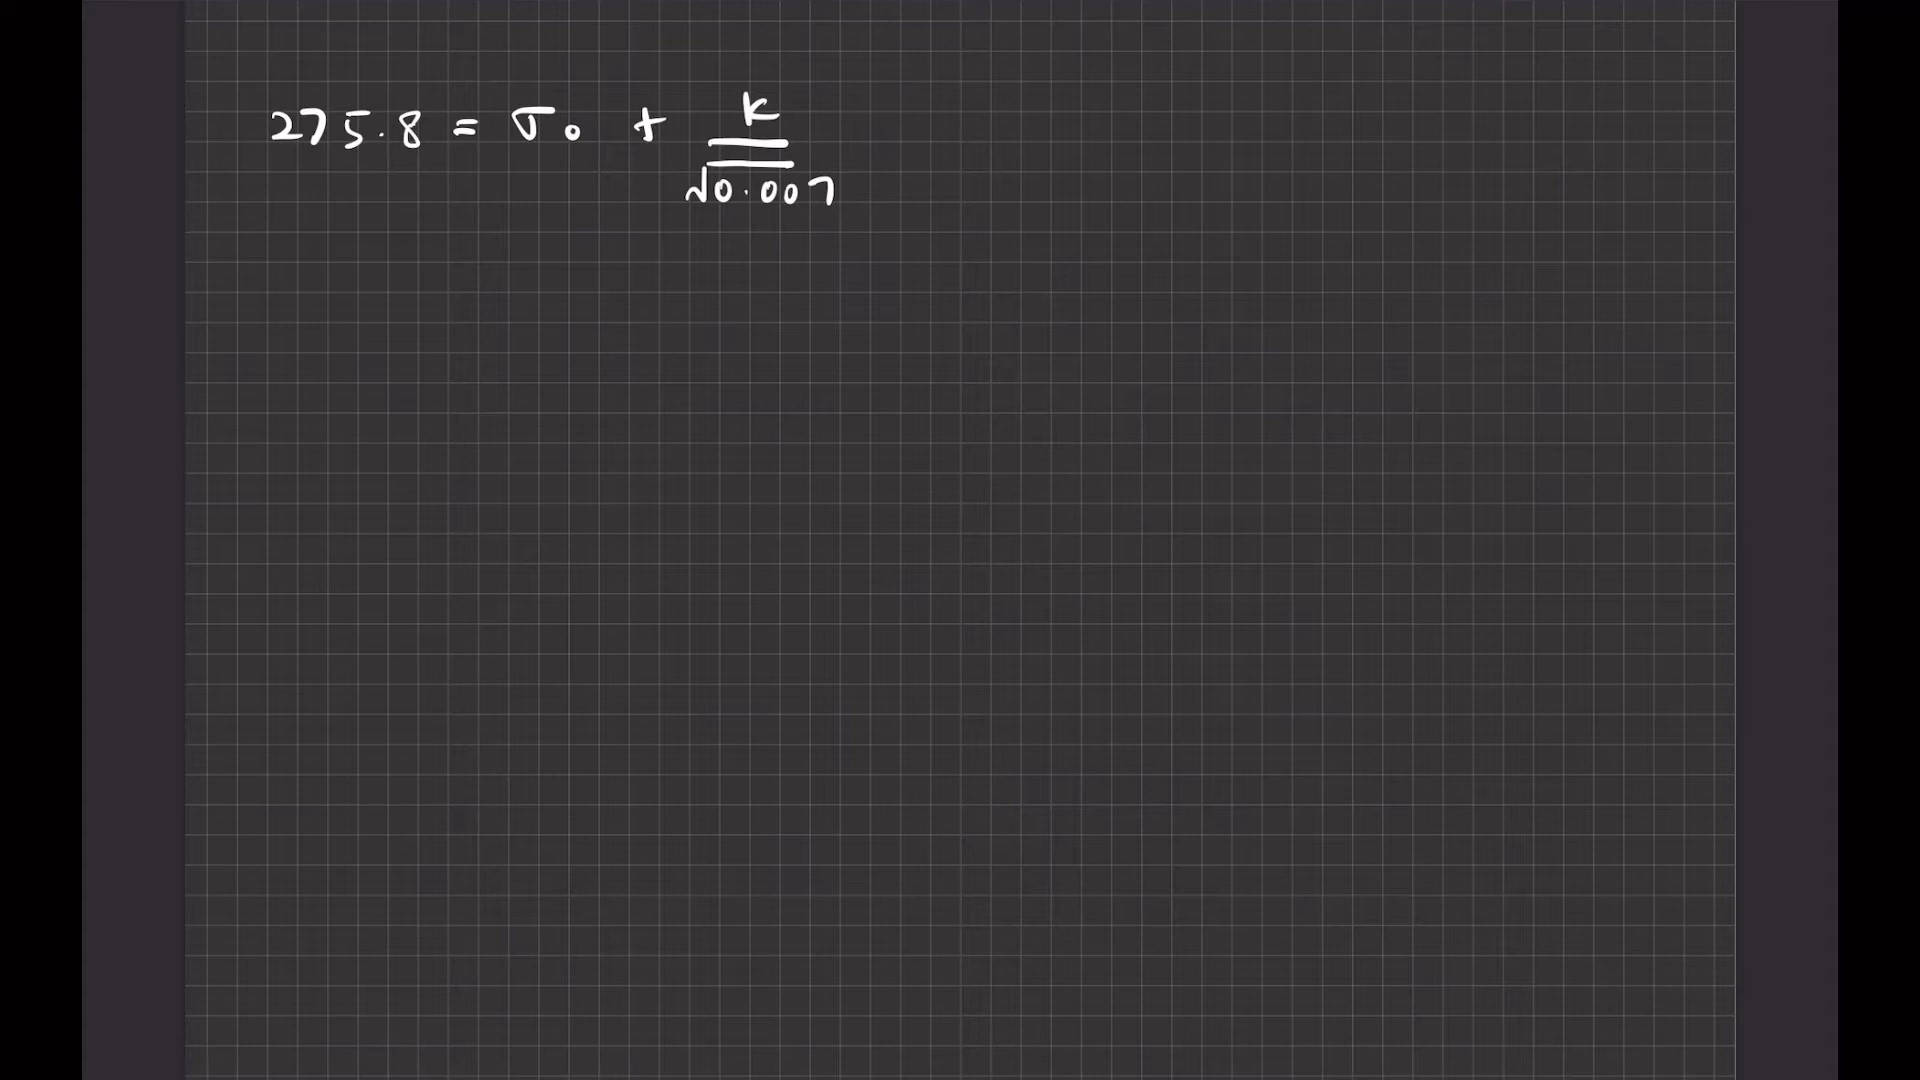 275.8 = σ₀ + K/√0.007